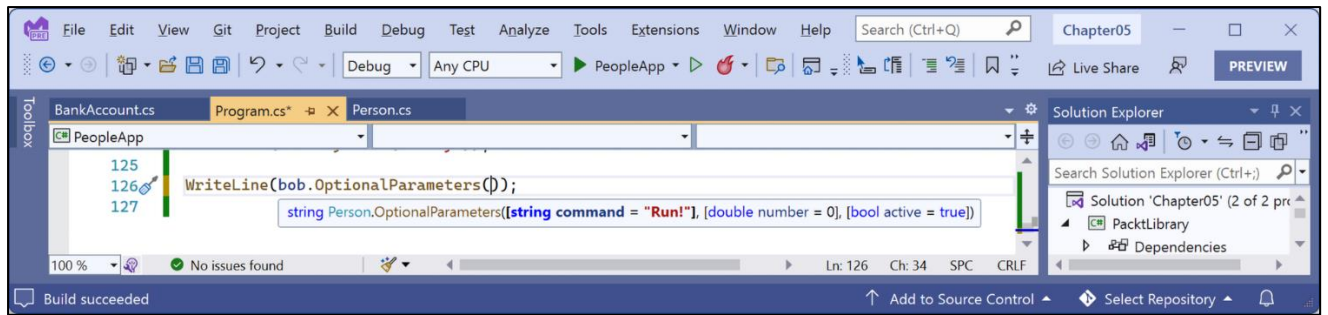 PRE File Edit View Git Project Build Debug Test Analyze Tools Extensions Window Help Search (Ctrl+Q) Chapter05
Debug Any CPU PeopleApp Live Share PREVIEW
Toolbox
BankAccount.cs Program.cs* Person.cs
C# PeopleApp
125
126 WriteLine(bob.OptionalParameters());
127
string Person.OptionalParameters([string command = "Run!"], [double number = 0], [bool active = true])
100 % No issues found Ln: 126 Ch: 34 SPC CRLF
Solution Explorer
Search Solution Explorer (Ctrl+;)
Solution 'Chapter05' (2 of 2 pro
C# PacktLibrary
Dependencies
Build succeeded Add to Source Control Select Repository